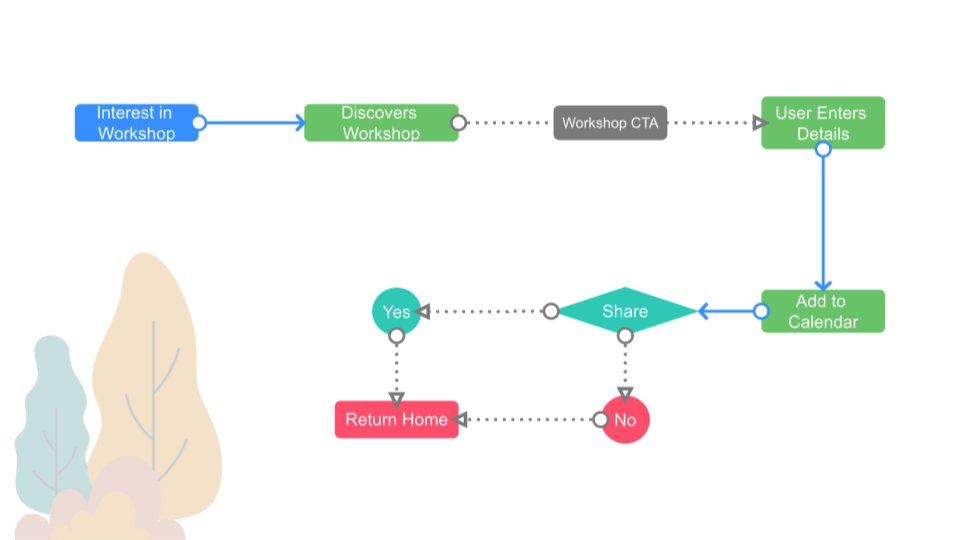 Interest in
Workshop
Discovers
Workshop
Workshop CTA
User Enters
Details
Add to
Calendar
Share
Yes
No
Return Home